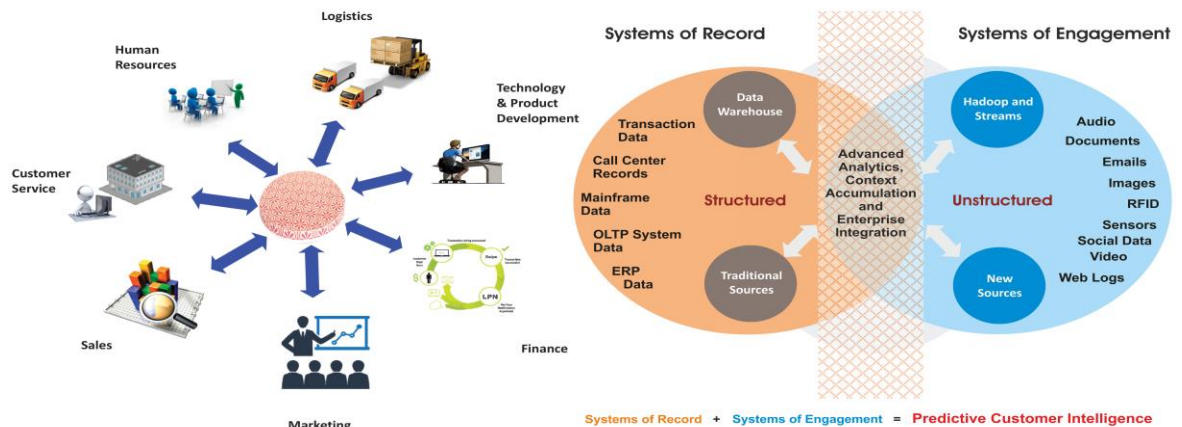 Logistics
Human
Resources
Technology
& Product
Development
Customer
Service
Swipe
LPN
Sales
Finance
Marketing
Systems of Record
Systems of Engagement
Data
Warehouse
Hadoop and
Streams
Transaction
Data
Call Center
Records
Mainframe
Data
OLTP System
Data
ERP
Data
Structured
Traditional
Sources
Advanced
Analytics,
Context
Accumulation
and
Enterprise
Integration
Unstructured
New
Sources
Audio
Documents
Emails
Images
RFID
Sensors
Social Data
Video
Web Logs
Systems of Record + Systems of Engagement = Predictive Customer Intelligence